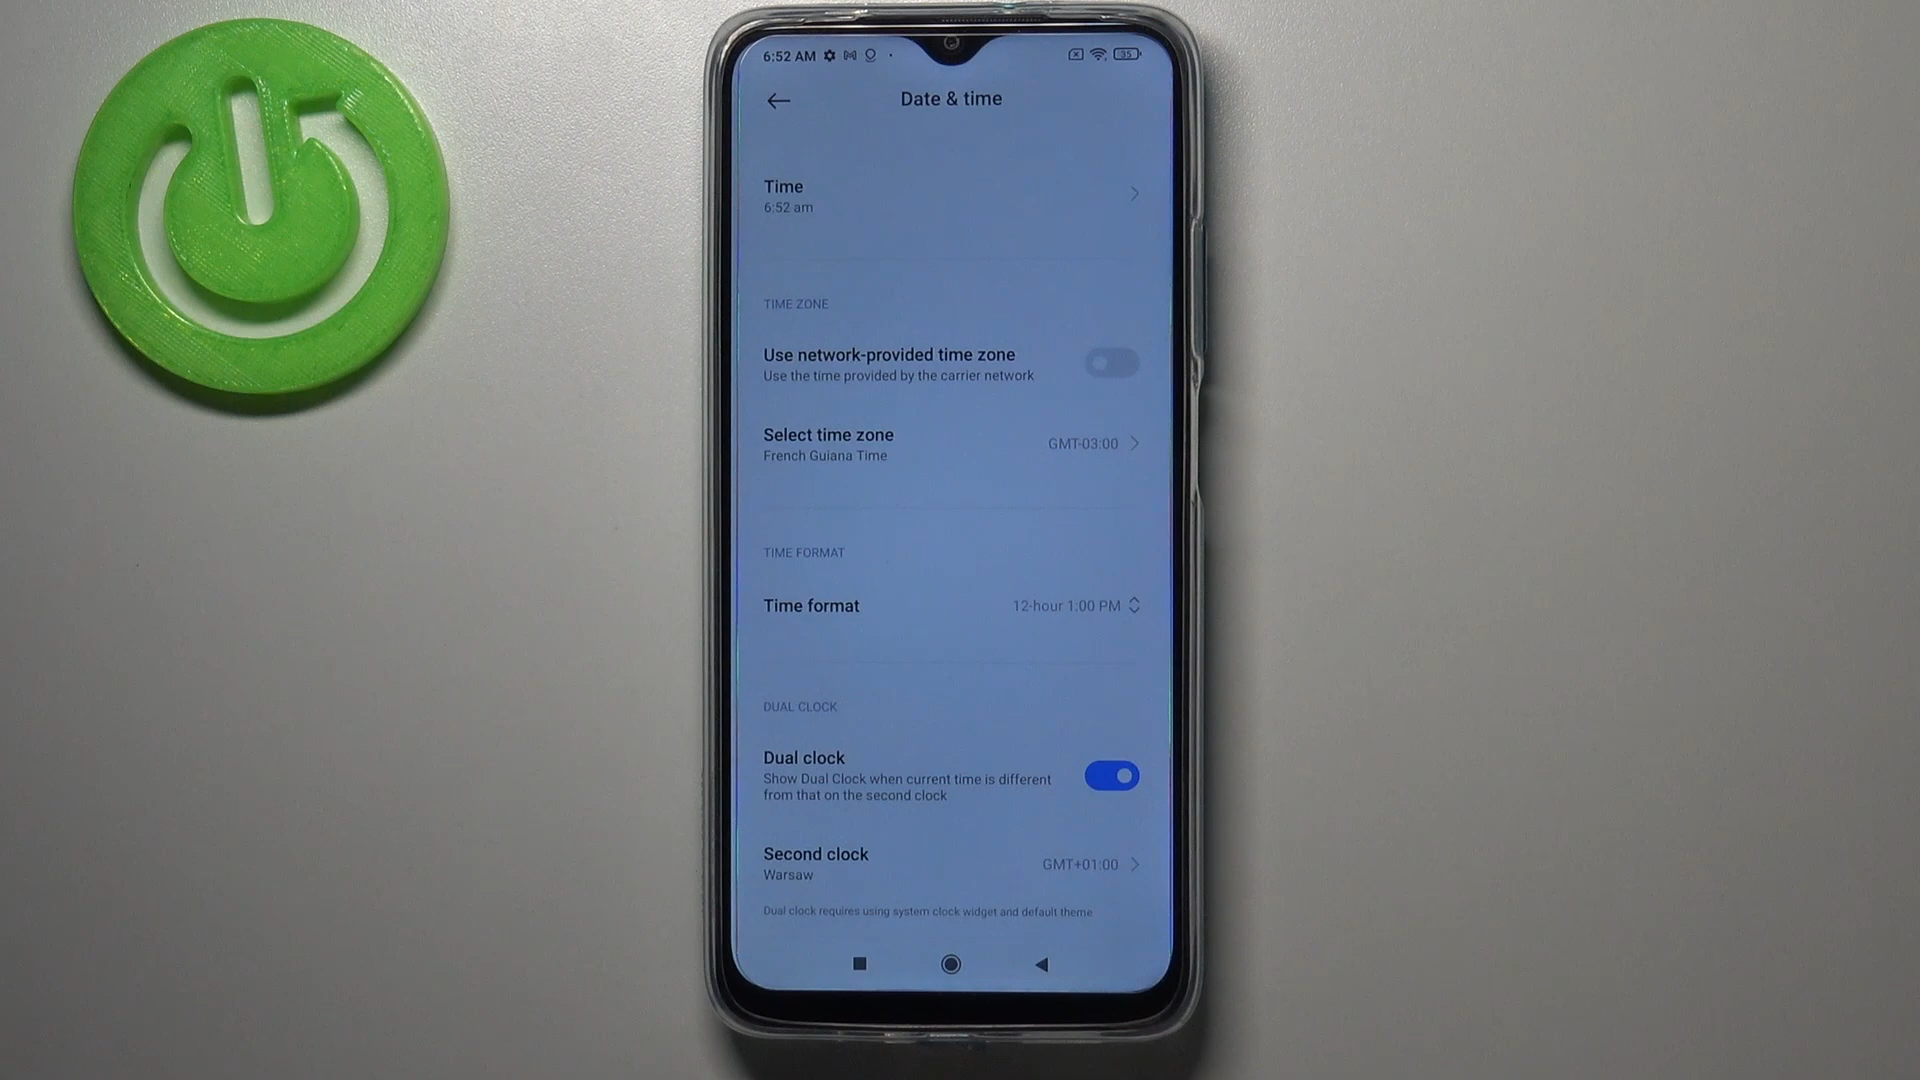 6:52 AM
35
Date & time
Time
6:52 am
TIME ZONE
Use network-provided time zone
Use the time provided by the carrier network
Select time zone
French Guiana Time
GMT-03:00
TIME FORMAT
Time format
12-hour 1:00 PM
DUAL CLOCK
Dual clock
Show Dual Clock when current time is different
from that on the second clock
Second clock
Warsaw
GMT+01:00
Dual clock requires using system clock widget and default theme